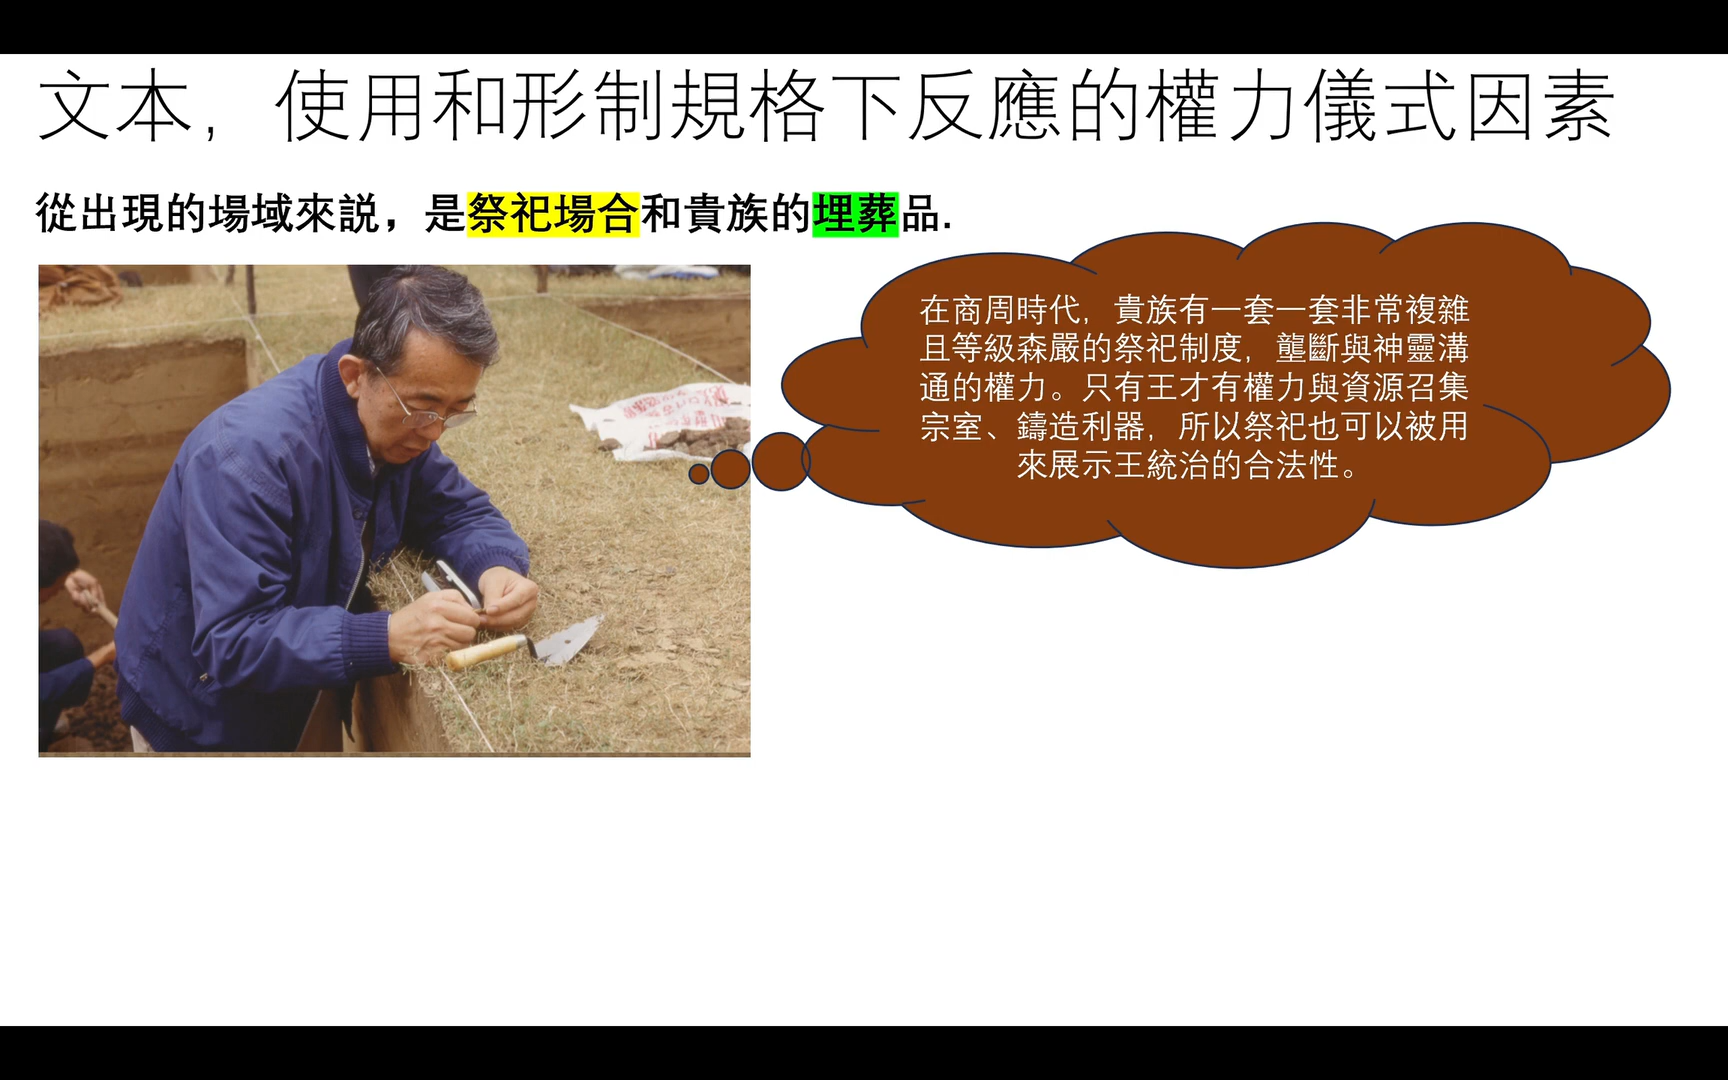 文本，使用和形制規格下反應的權力儀式因素
從出現的場域來説，是祭祀場合和貴族的埋葬品.
在商周時代，貴族有一套一套非常複雜
且等級森嚴的祭祀制度，壟斷與神靈溝
通的權力。只有王才有權力與資源召集
宗室、鑄造利器，所以祭祀也可以被用
來展示王統治的合法性。